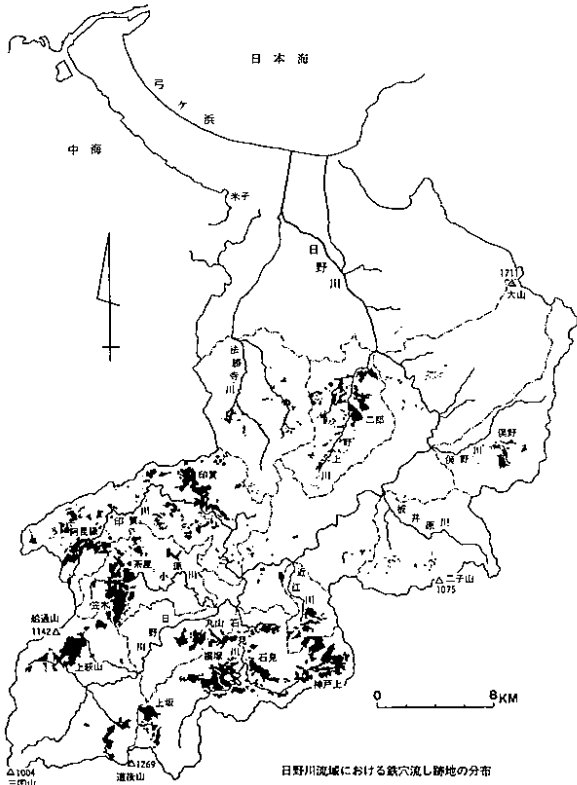 日本海
弓ヶ浜
中海
米子
日野川
1711
大山
法勝寺川
二部
野上川
俣野
俣野川
板井原川
二子山
1075
印賀
印賀川
阿毘縁
茶屋
小原川
近江川
笠木
日野川
丸山
石見川
船通山
1142
上萩山
福塚
石見
神戸上
上坂
0 8KM
1269
道後山
1004
三国山
日野川流域における鉄穴流し跡地の分布